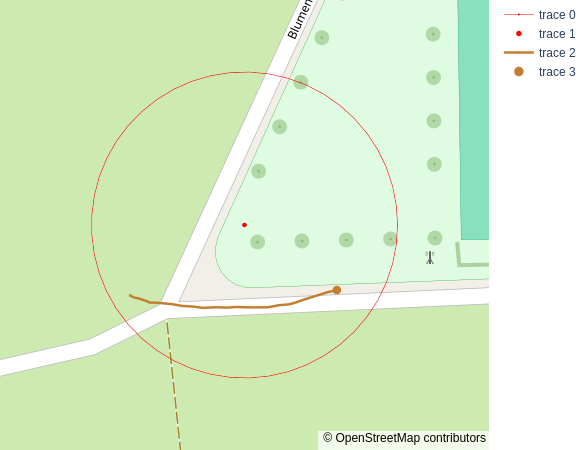 Blumen
trace 0
trace 1
trace 2
trace 3
© OpenStreetMap contributors